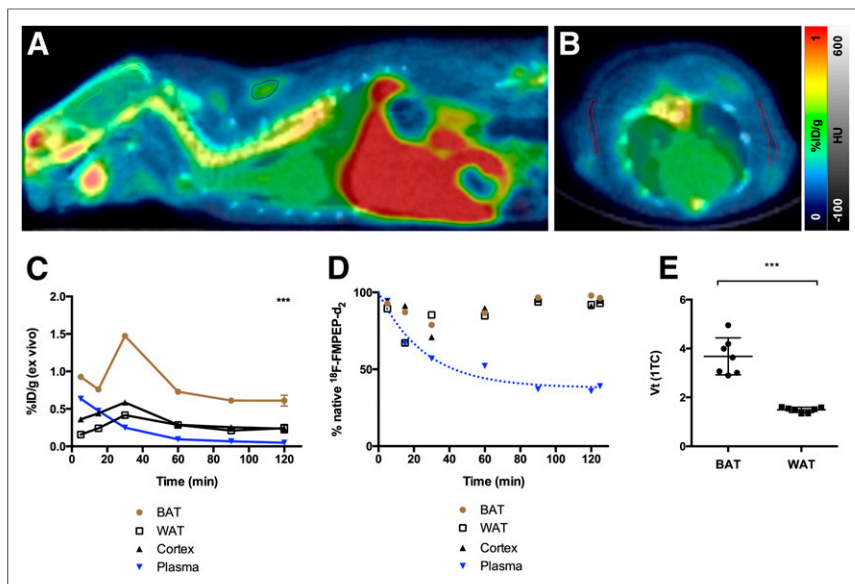 A
B
1
600
%ID/g
HU
0
-100
C
D
E
%ID/g (ex vivo)
2.0
1.5
1.0
0.5
0.0
***
0 20 40 60 80 100 120
Time (min)
BAT
WAT
Cortex
Plasma
% native ¹⁸F-FMPEP-d₂
100
50
0
0 20 40 60 80 100 120
Time (min)
BAT
WAT
Cortex
Plasma
Vt (1TC)
6
4
2
0
***
BAT WAT